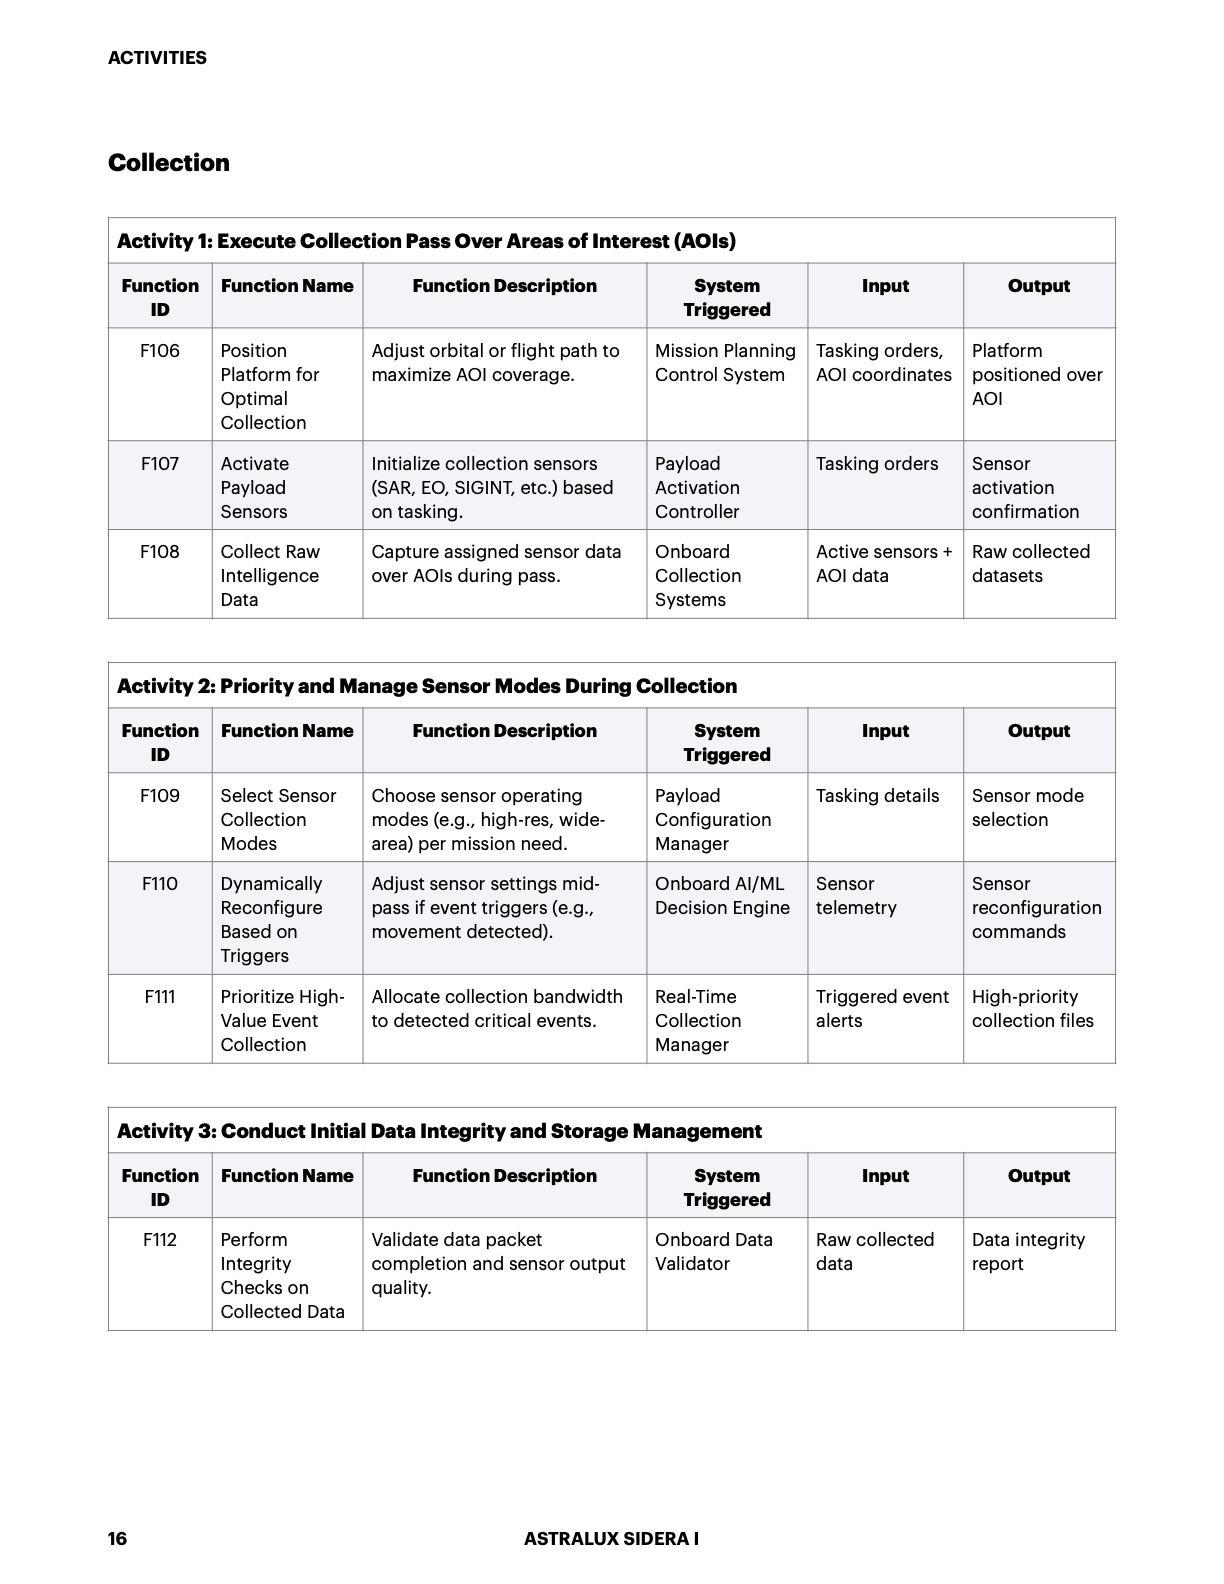 ACTIVITIES
Collection
Activity 1: Execute Collection Pass Over Areas of Interest (AOIs)
Function ID | Function Name | Function Description | System Triggered | Input | Output
F106 | Position Platform for Optimal Collection | Adjust orbital or flight path to maximize AOI coverage. | Mission Planning Control System | Tasking orders, AOI coordinates | Platform positioned over AOI
F107 | Activate Payload Sensors | Initialize collection sensors (SAR, EO, SIGINT, etc.) based on tasking. | Payload Activation Controller | Tasking orders | Sensor activation confirmation
F108 | Collect Raw Intelligence Data | Capture assigned sensor data over AOIs during pass. | Onboard Collection Systems | Active sensors + AOI data | Raw collected datasets
Activity 2: Priority and Manage Sensor Modes During Collection
Function ID | Function Name | Function Description | System Triggered | Input | Output
F109 | Select Sensor Collection Modes | Choose sensor operating modes (e.g., high-res, wide-area) per mission need. | Payload Configuration Manager | Tasking details | Sensor mode selection
F110 | Dynamically Reconfigure Based on Triggers | Adjust sensor settings mid-pass if event triggers (e.g., movement detected). | Onboard AI/ML Decision Engine | Sensor telemetry | Sensor reconfiguration commands
F111 | Prioritize High-Value Event Collection | Allocate collection bandwidth to detected critical events. | Real-Time Collection Manager | Triggered event alerts | High-priority collection files
Activity 3: Conduct Initial Data Integrity and Storage Management
Function ID | Function Name | Function Description | System Triggered | Input | Output
F112 | Perform Integrity Checks on Collected Data | Validate data packet completion and sensor output quality. | Onboard Data Validator | Raw collected data | Data integrity report
16
ASTRALUX SIDERA I